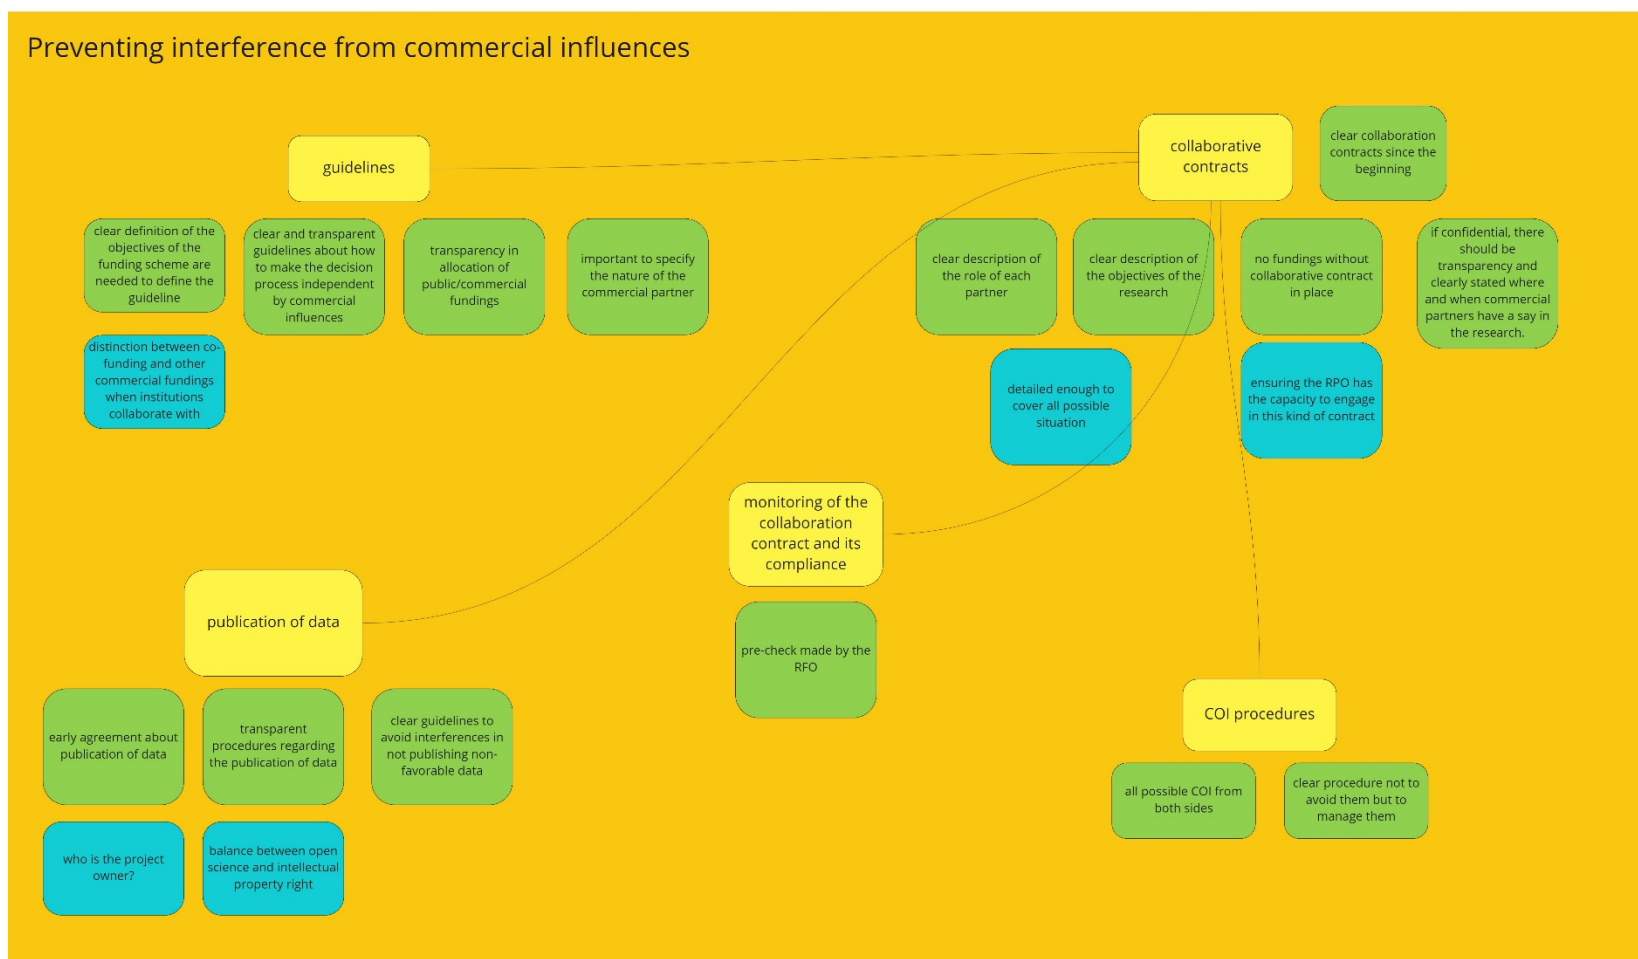 Preventing interference from commercial influences
guidelines
clear definition of the
objectives of the
funding scheme are
needed to define the
guideline
clear and transparent
guidelines about how
to make the decision
process independent
by commercial
influences
transparency in
allocation of
public/commercial
fundings
important to specify
the nature of the
commercial partner
distinction between co-
funding and other
commercial fundings
when institutions
collaborate with
collaborative
contracts
clear collaboration
contracts since the
beginning
clear description of
the role of each
partner
clear description of
the objectives of the
research
no fundings without
collaborative contract
in place
if confidential, there
should be
transparency and
clearly stated where
and when commercial
partners have a say in
the research.
detailed enough to
cover all possible
situation
ensuring the RPO has
the capacity to engage
in this kind of contract
monitoring of the
collaboration
contract and its
compliance
pre-check made by the
RFO
publication of data
early agreement about
publication of data
transparent
procedures regarding
the publication of data
clear guidelines to
avoid interferences in
not publishing non-
favorable data
who is the project
owner?
balance between open
science and intellectual
property right
COI procedures
all possible COI from
both sides
clear procedure not to
avoid them but to
manage them